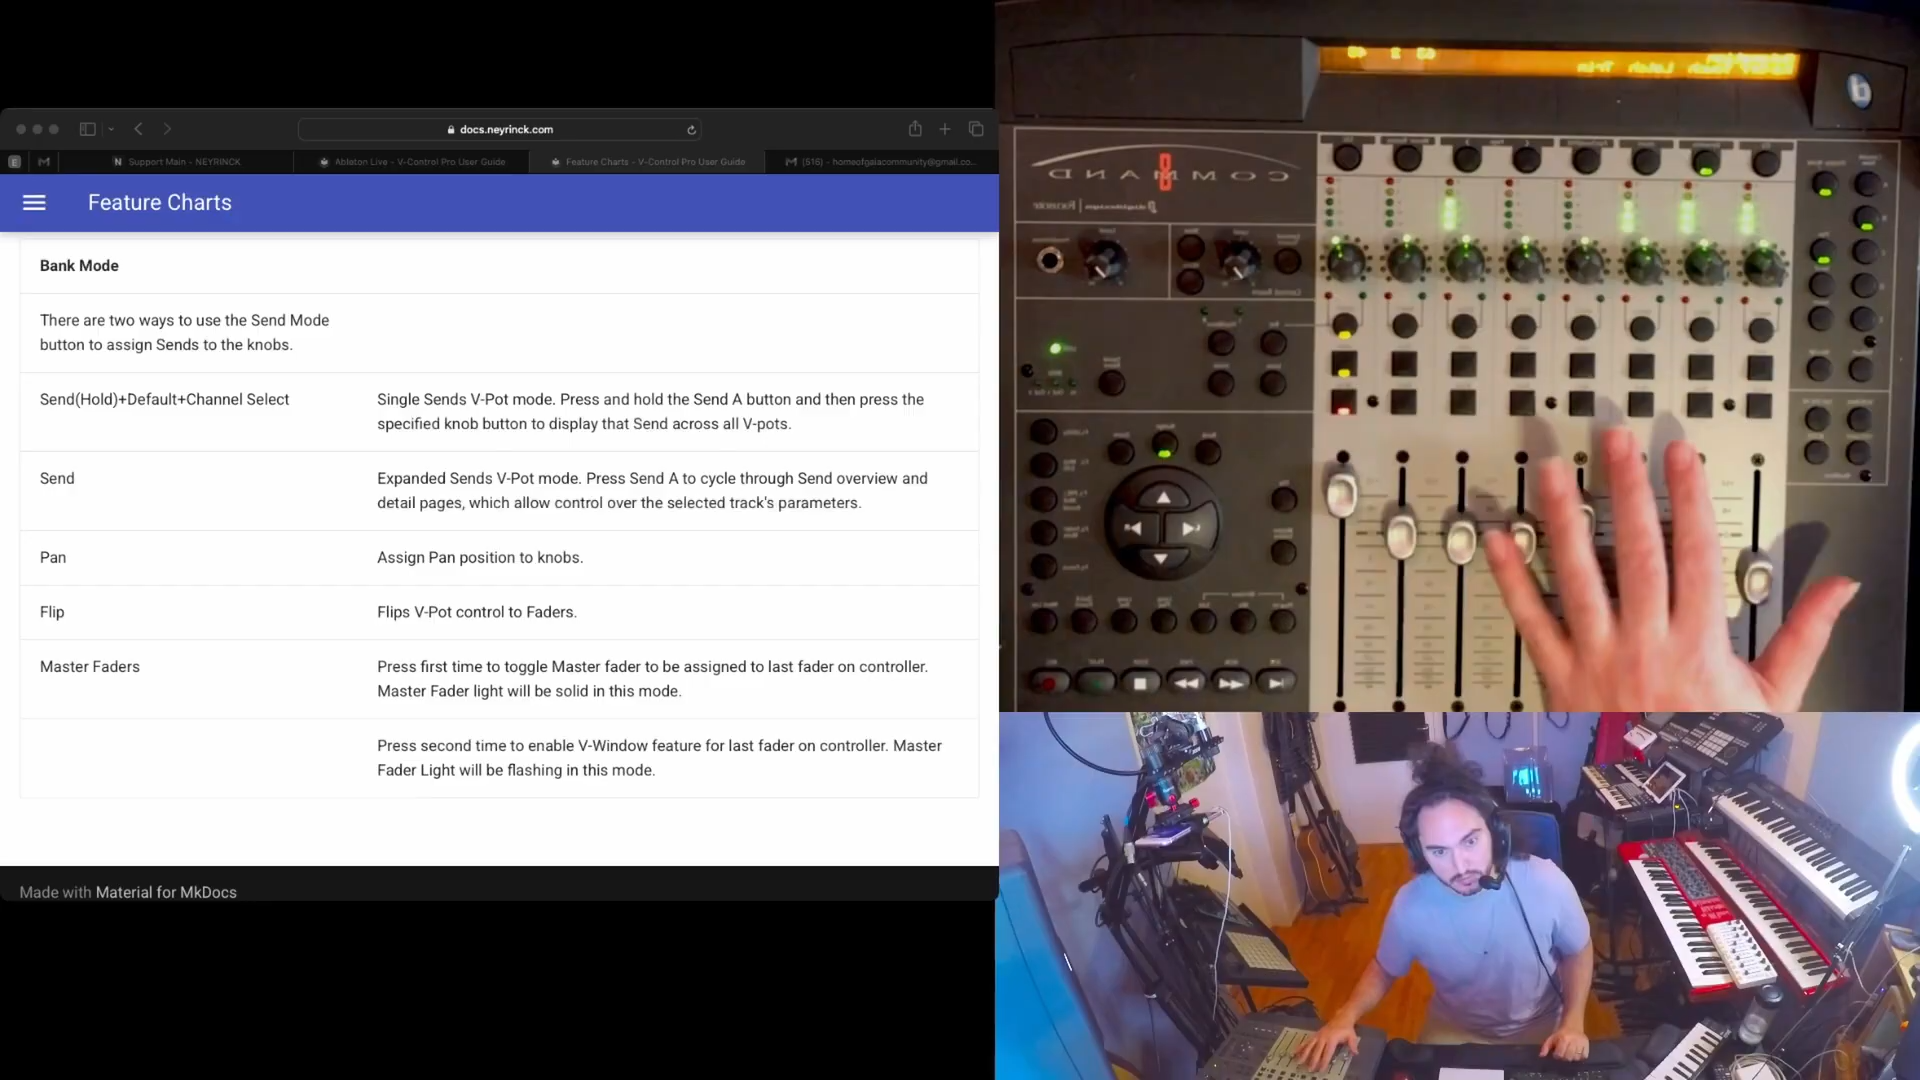 docs.neyrinck.com
Support Main - NEYRINCK
Ableton Live - V-Control Pro User Guide
Feature Charts - V-Control Pro User Guide
(516) - homeofgaiacommunity@gmail.co...
Feature Charts
Bank Mode
There are two ways to use the Send Mode
button to assign Sends to the knobs.
Send(Hold)+Default+Channel Select
Single Sends V-Pot mode. Press and hold the Send A button and then press the
specified knob button to display that Send across all V-pots.
Send
Expanded Sends V-Pot mode. Press Send A to cycle through Send overview and
detail pages, which allow control over the selected track's parameters.
Pan
Assign Pan position to knobs.
Flip
Flips V-Pot control to Faders.
Master Faders
Press first time to toggle Master fader to be assigned to last fader on controller.
Master Fader light will be solid in this mode.
Press second time to enable V-Window feature for last fader on controller. Master
Fader Light will be flashing in this mode.
Made with Material for MkDocs
COMMAND 8
Focusrite
digidesign